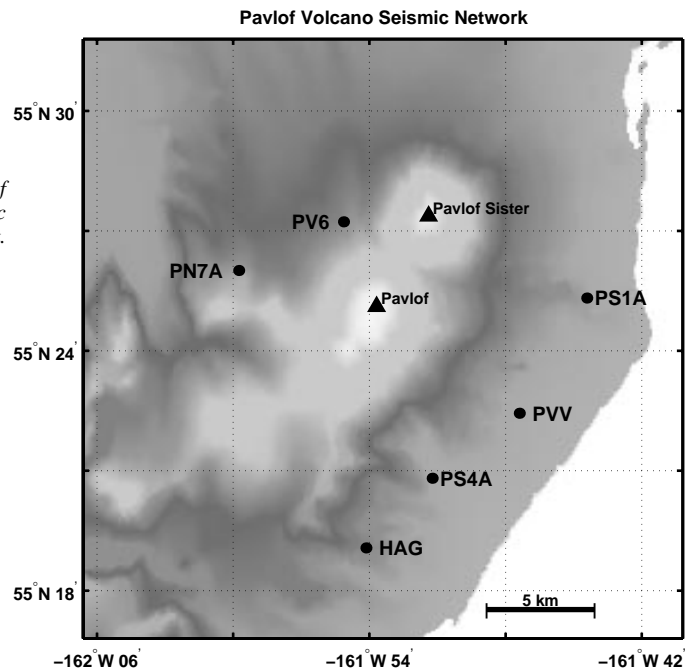 Pavlof Volcano Seismic Network
55°N 30'
f
c
.
Pavlof Sister
PV6
PN7A
PS1A
Pavlof
55°N 24'
PVV
PS4A
HAG
55°N 18'
5 km
−162°W 06'
−161°W 54'
−161°W 42'